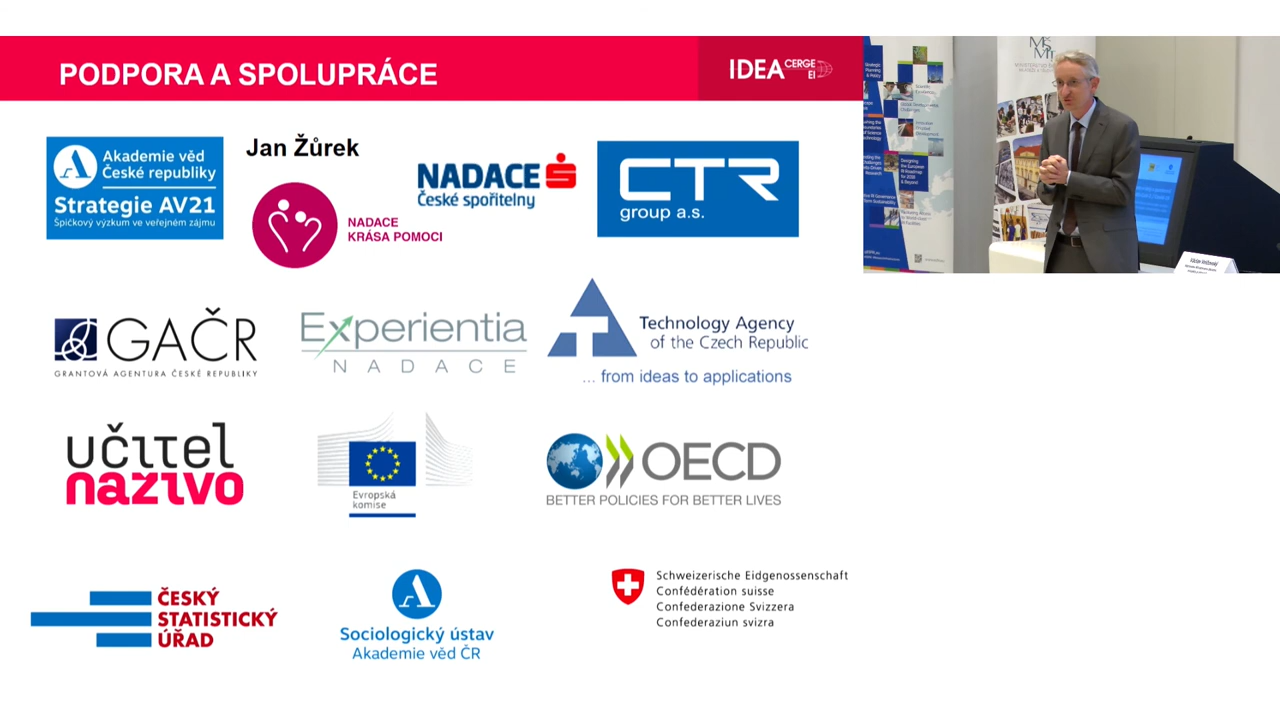 PODPORA A SPOLUPRÁCE
IDEA CERGE EI
Akademie věd
České republiky
Strategie AV21
Špičkový výzkum ve veřejném zájmu
Jan Žůrek
NADACE
KRÁSA POMOCI
NADACE
České spořitelny
CTR
group a.s.
GAČR
GRANTOVÁ AGENTURA ČESKÉ REPUBLIKY
Experientia
NADACE
T
Technology Agency
of the Czech Republic
... from ideas to applications
učitel
naživo
Evropská
komise
OECD
BETTER POLICIES FOR BETTER LIVES
ČESKÝ
STATISTICKÝ
ÚŘAD
Sociologický ústav
Akademie věd ČR
Schweizerische Eidgenossenschaft
Confédération suisse
Confederazione Svizzera
Confederaziun svizra